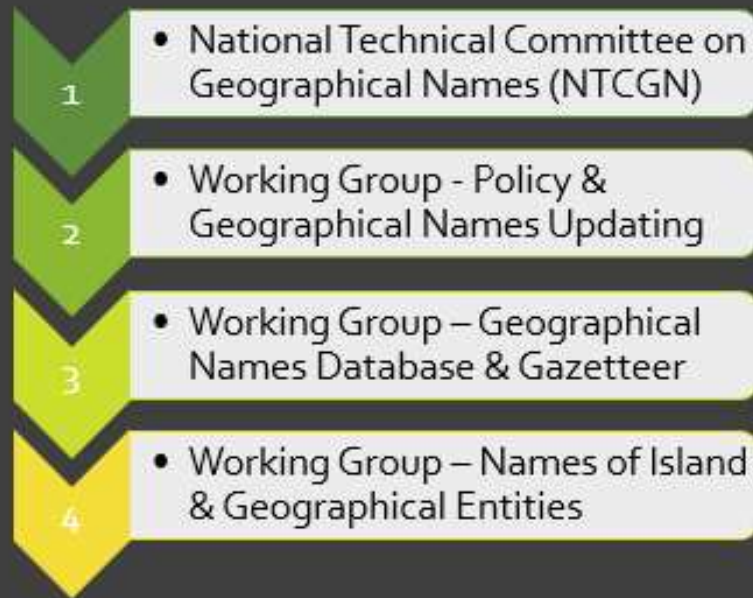 1
• National Technical Committee on
Geographical Names (NTCGN)
2
• Working Group - Policy &
Geographical Names Updating
3
• Working Group – Geographical
Names Database & Gazetteer
4
• Working Group – Names of Island
& Geographical Entities